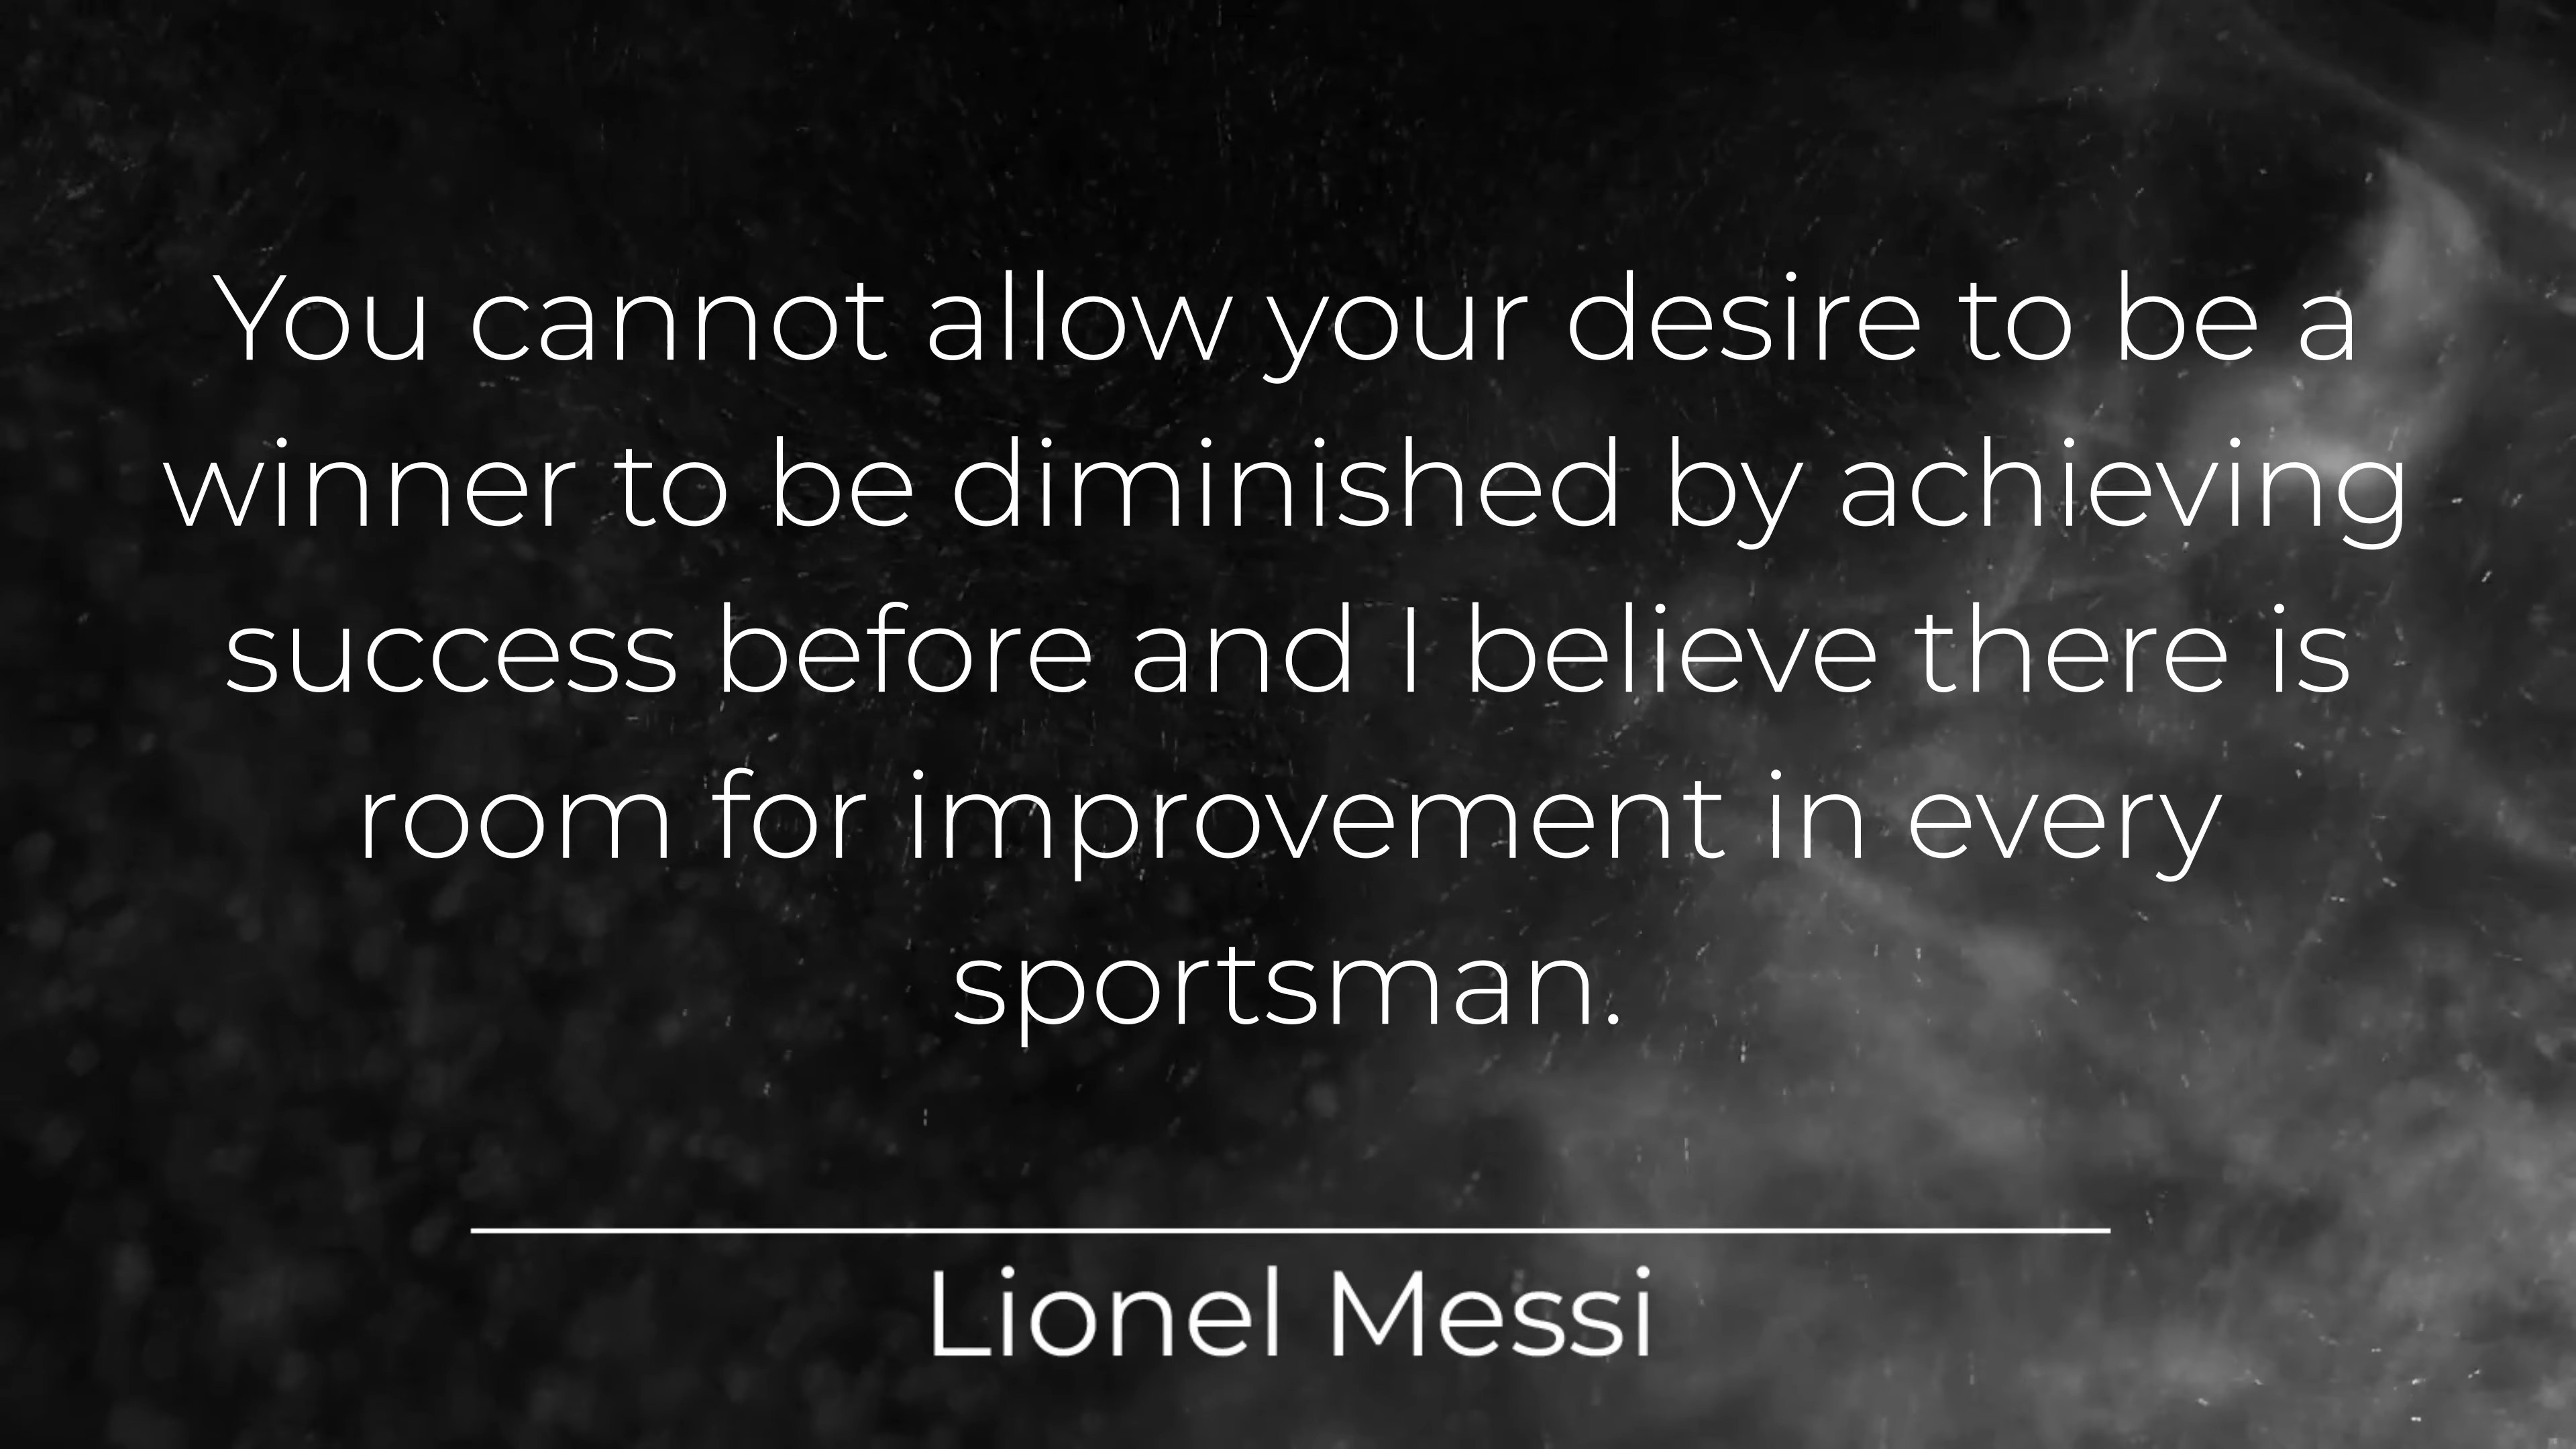 You cannot allow your desire to be a
winner to be diminished by achieving
success before and I believe there is
room for improvement in every
sportsman.
Lionel Messi